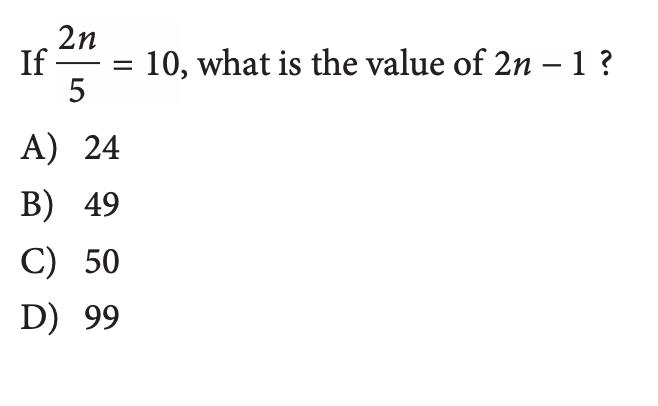 If 2n/5 = 10, what is the value of 2n – 1 ?
A) 24
B) 49
C) 50
D) 99